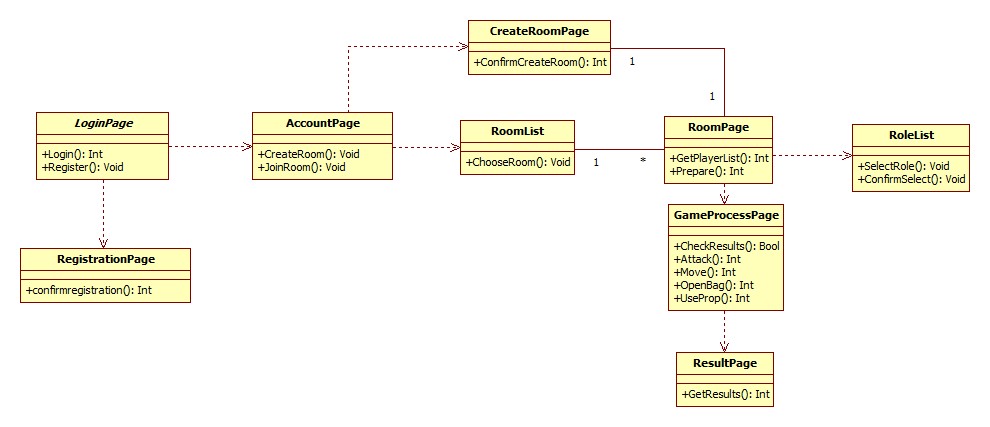 CreateRoomPage
+ConfirmCreateRoom(): Int
1
1
LoginPage
+Login(): Int
+Register(): Void
AccountPage
+CreateRoom(): Void
+JoinRoom(): Void
RoomList
+ChooseRoom(): Void
1
*
RoomPage
+GetPlayerList(): Int
+Prepare(): Int
RoleList
+SelectRole(): Void
+ConfirmSelect(): Void
RegistrationPage
+confirmregistration(): Int
GameProcessPage
+CheckResults(): Bool
+Attack(): Int
+Move(): Int
+OpenBag(): Int
+UseProp(): Int
ResultPage
+GetResults(): Int